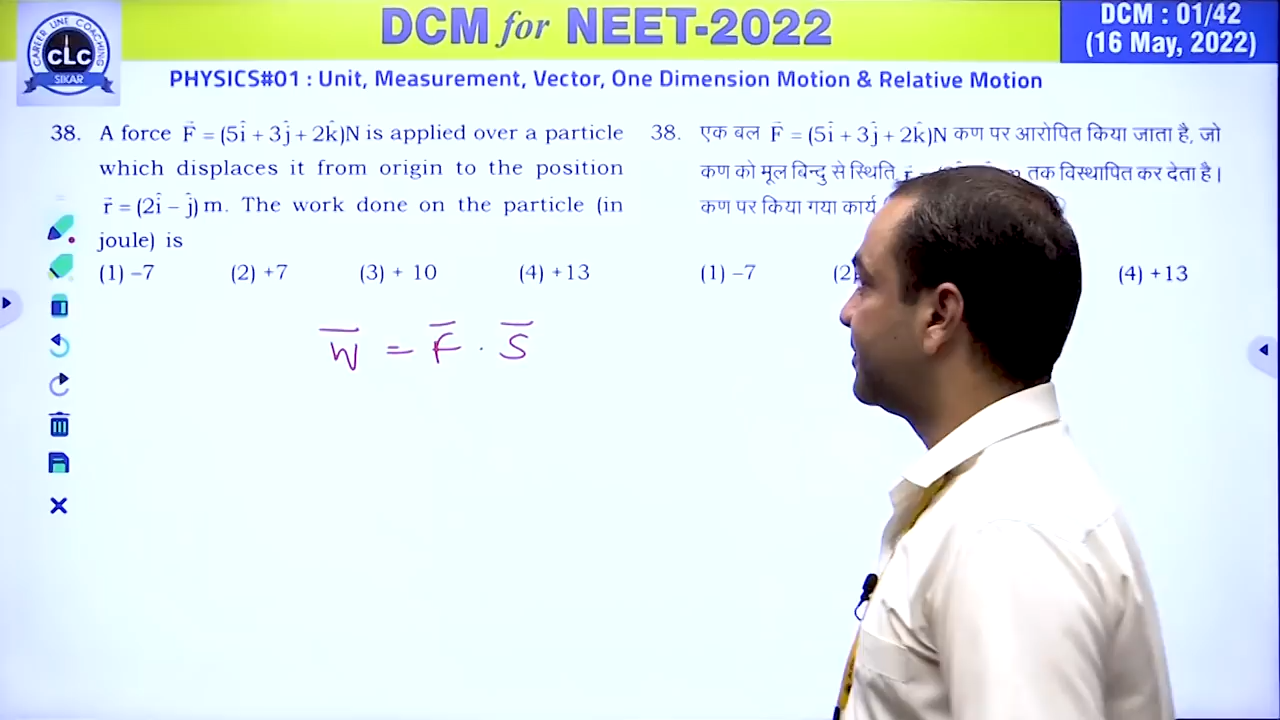 CAREER LINE COACHING
CLC
SIKAR
DCM for NEET-2022
DCM : 01/42
(16 May, 2022)
PHYSICS#01 : Unit, Measurement, Vector, One Dimension Motion & Relative Motion
38. A force F⃗ = (5î + 3ĵ + 2k̂)N is applied over a particle
which displaces it from origin to the position
r⃗ = (2î − ĵ) m. The work done on the particle (in
joule) is
(1) –7 (2) +7 (3) + 10 (4) +13
38. एक बल F⃗ = (5î + 3ĵ + 2k̂)N कण पर आरोपित किया जाता है, जो
कण को मूल बिन्दु से स्थिति तक विस्थापित कर देता है।
कण पर किया गया कार्य
(1) –7 (2) (4) +13
W̅ = F̅ . S̅